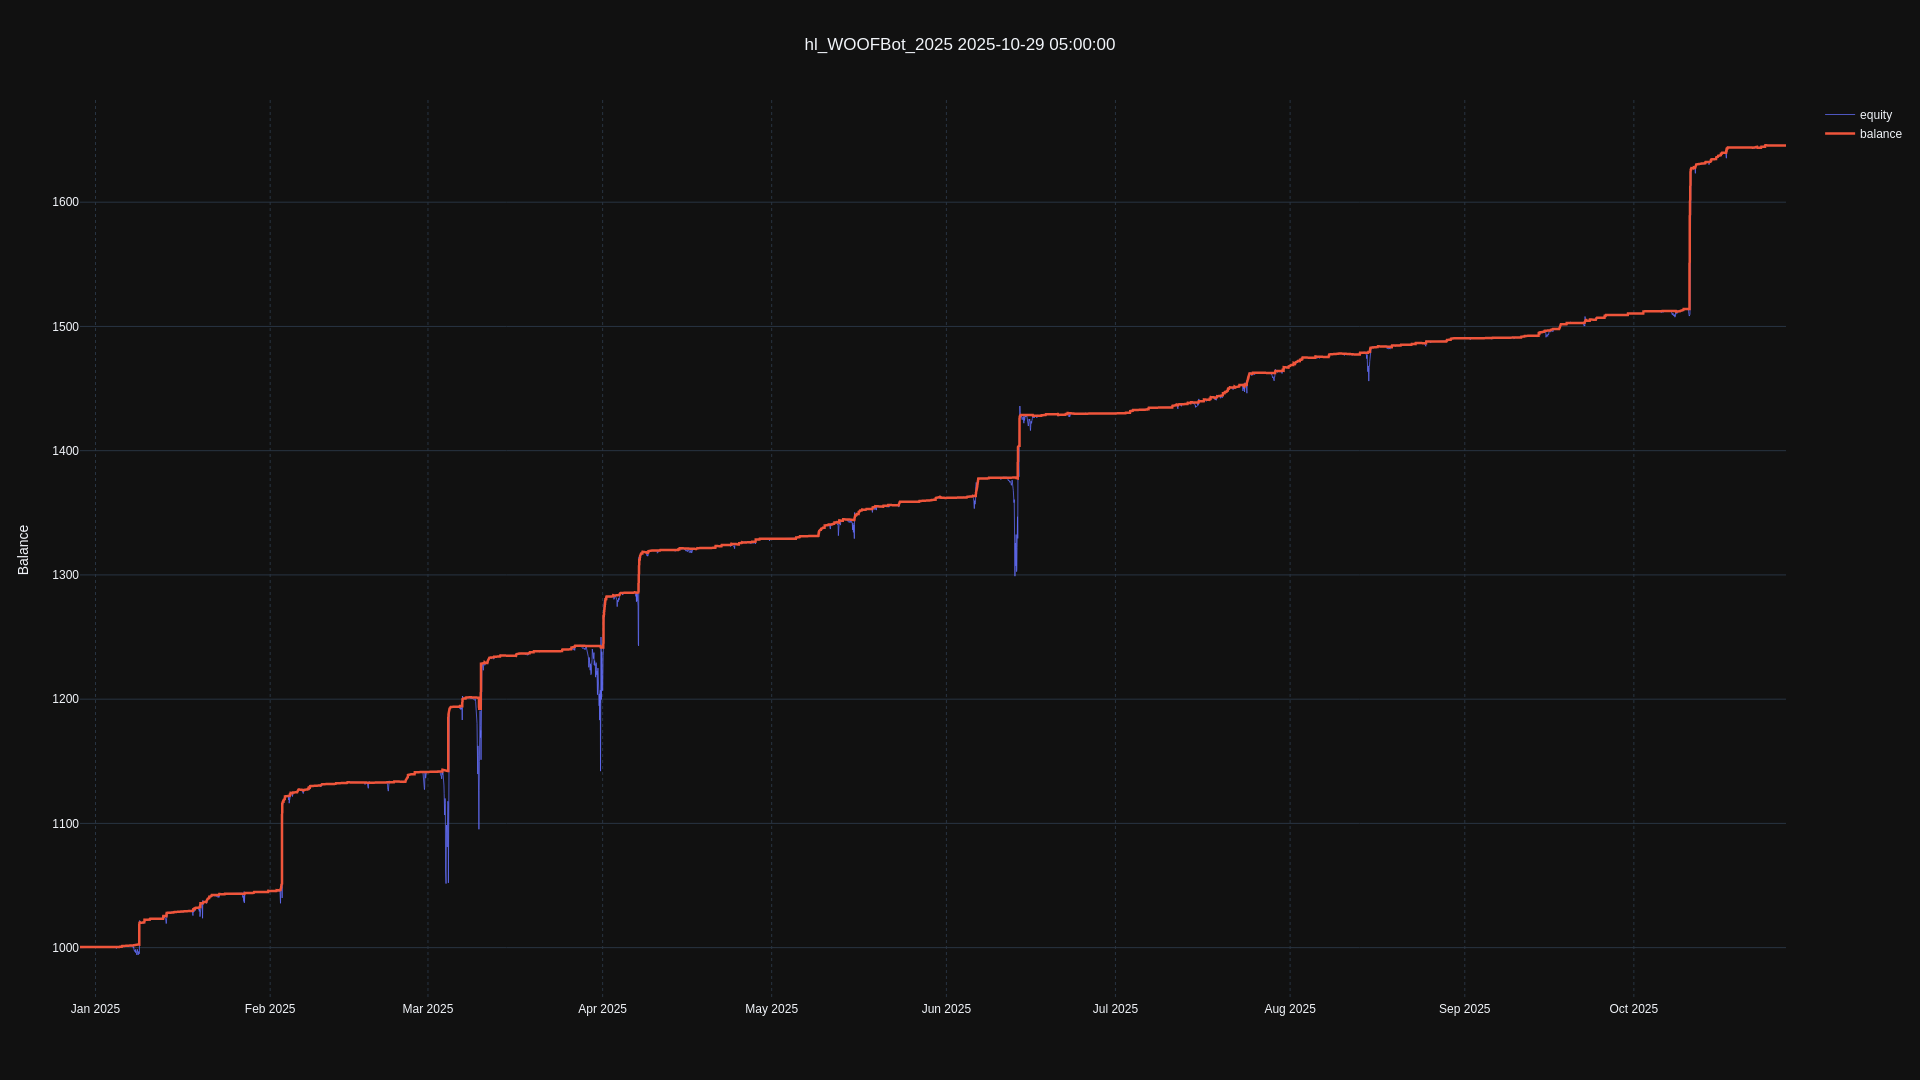 hl_WOOFBot_2025 2025-10-29 05:00:00
equity
balance
Balance
1600
1500
1400
1300
1200
1100
1000
Jan 2025
Feb 2025
Mar 2025
Apr 2025
May 2025
Jun 2025
Jul 2025
Aug 2025
Sep 2025
Oct 2025